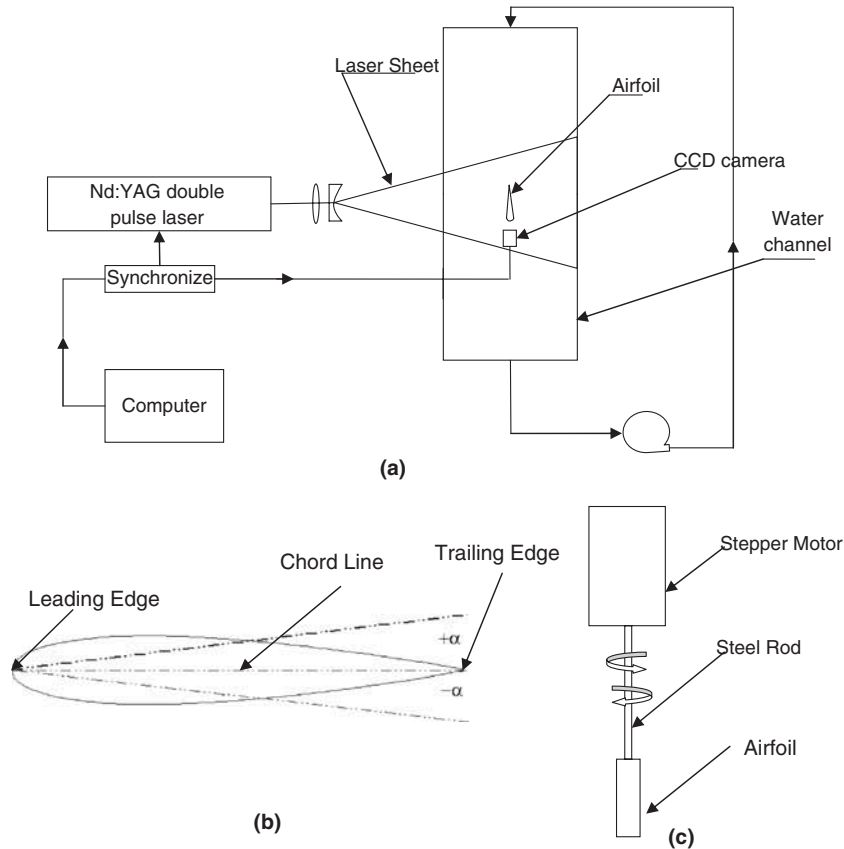 Laser Sheet
Airfoil
CCD camera
Nd:YAG double
pulse laser
Water
channel
Synchronize
Computer
(a)
Leading Edge
Chord Line
Trailing Edge
+α
−α
(b)
Stepper Motor
Steel Rod
Airfoil
(c)